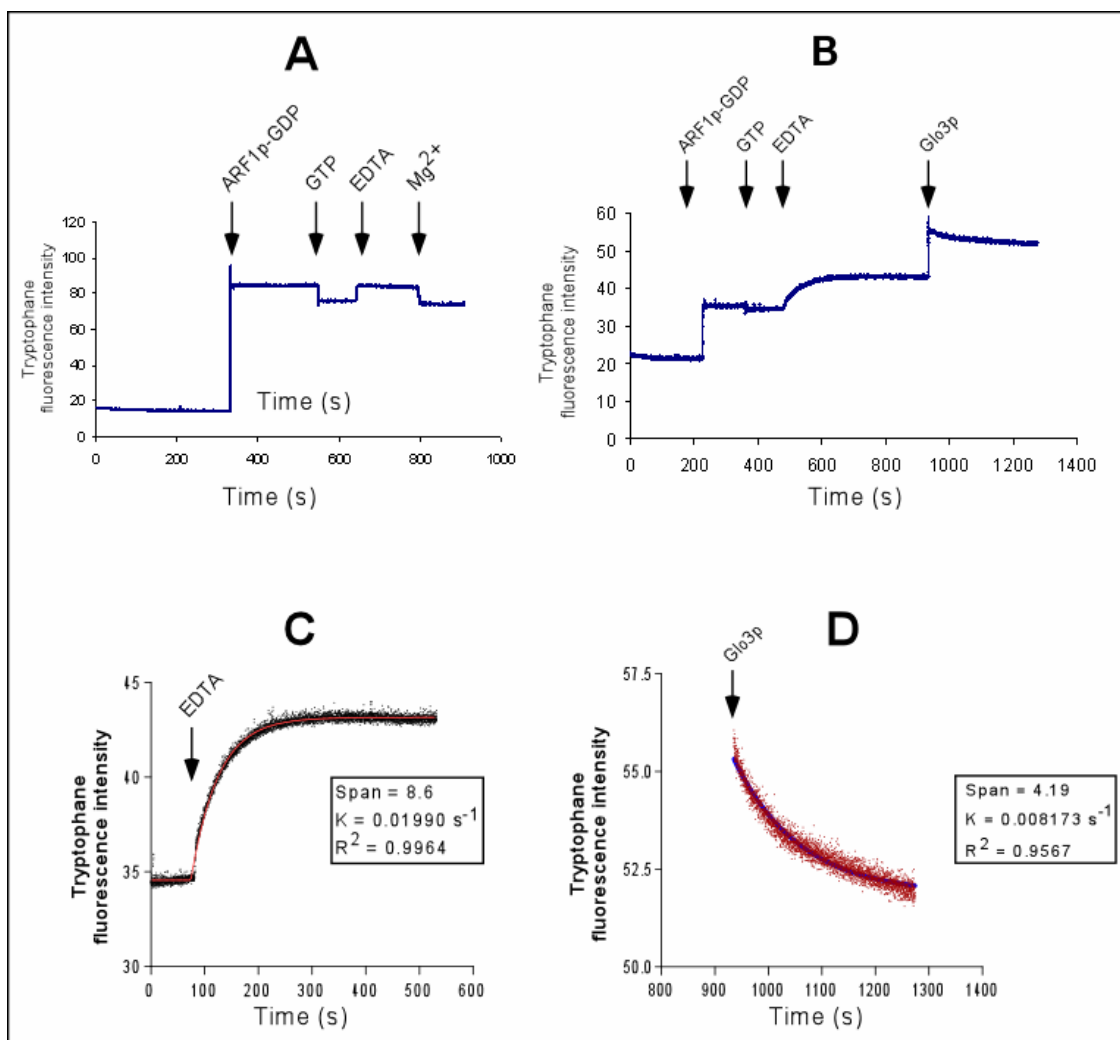 A
ARF1p-GDP
GTP
EDTA
Mg2+
Tryptophane
fluorescence intensity
120
100
80
60
40
20
0
Time (s)
0 200 400 600 800 1000
Time (s)
B
ARF1p-GDP
GTP
EDTA
Glo3p
Tryptophane
fluorescence intensity
60
50
40
30
20
10
0
0 200 400 600 800 1000 1200 1400
Time (s)
C
EDTA
Tryptophane
fluorescence intensity
45
40
35
30
Span = 8.6
K = 0.01990 s-1
R2 = 0.9964
0 100 200 300 400 500 600
Time (s)
D
Glo3p
Tryptophane
fluorescence intensity
57.5
55.0
52.5
50.0
Span = 4.19
K = 0.008173 s-1
R2 = 0.9567
800 900 1000 1100 1200 1300 1400
Time (s)